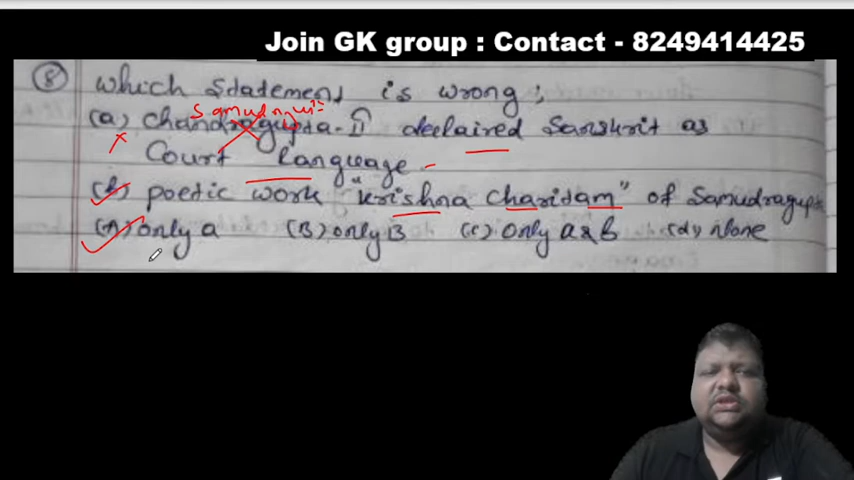 Join GK group : Contact - 8249414425
⑧ which statement is wrong;
Samudragupta
(a) Chandragupta-II declaired Sanskrit as
Court language -
(b) poetic work "Krishna Charitam" of Samudragupta
(A) only a (B) only B (c) only a & b (d) None